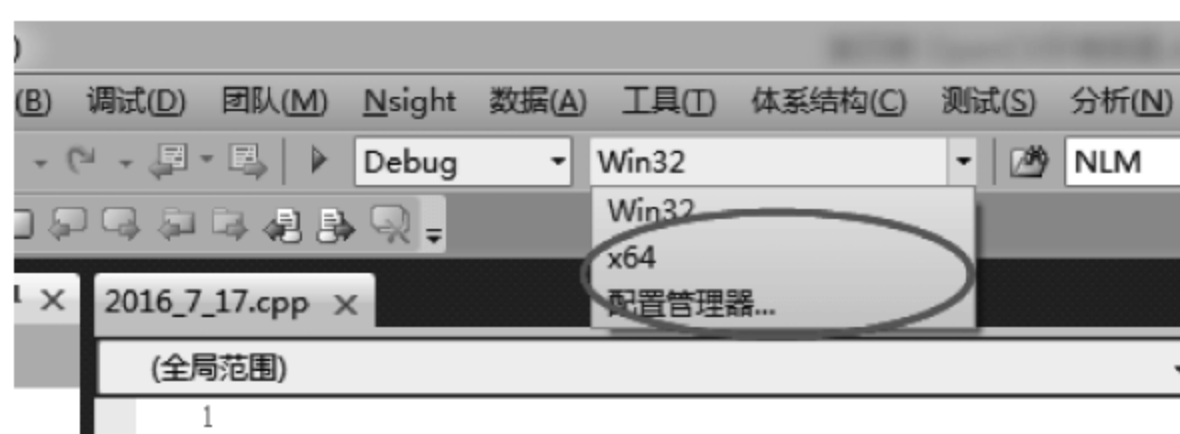 )
(B) 调试(D) 团队(M) Nsight 数据(A) 工具(T) 体系结构(C) 测试(S) 分析(N)
Debug Win32 NLM
Win32
x64
配置管理器...
2016_7_17.cpp
(全局范围)
1